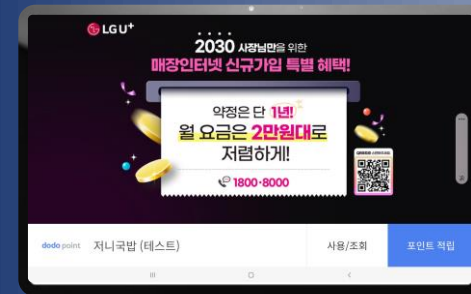 LG U+
2030 사장님만을 위한
매장인터넷 신규가입 특별 혜택!
약정은 단 1년!
월 요금은 2만원대로
저렴하게!
1800-8000
dodo point 저니국밥 (테스트) 사용/조회 포인트 적립